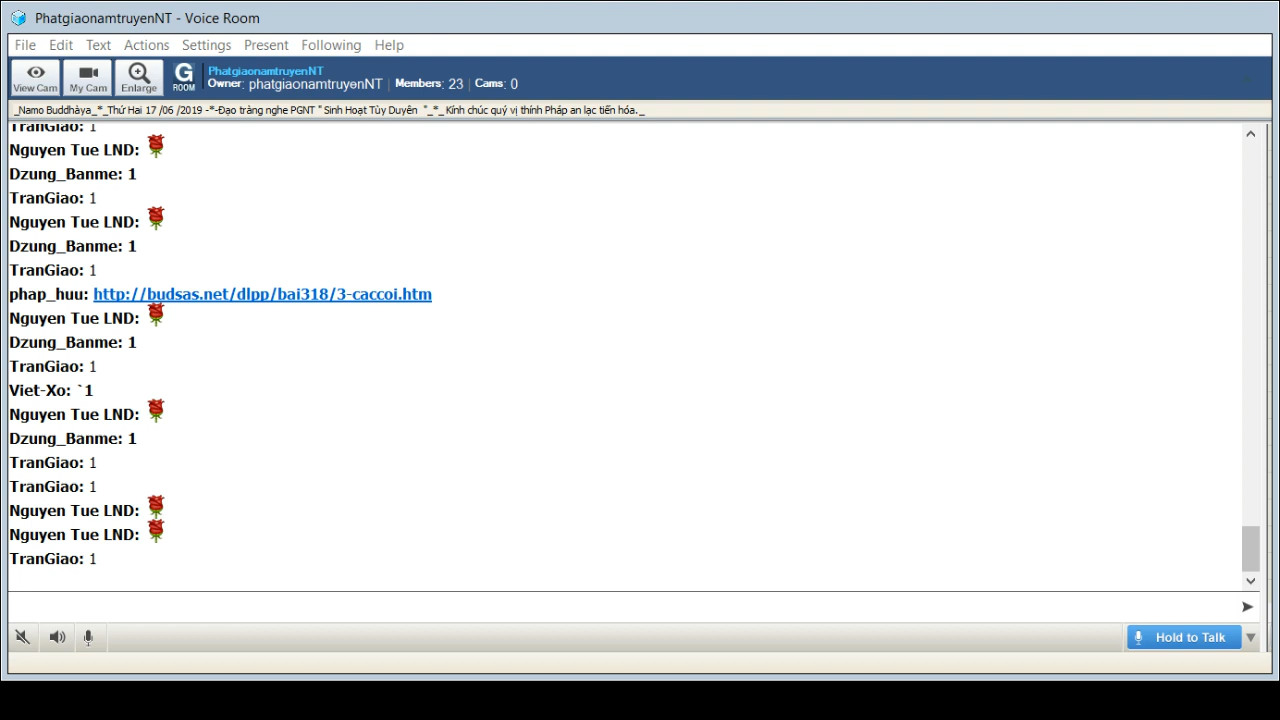 PhatgiaonamtruyenNT - Voice Room
File Edit Text Actions Settings Present Following Help
View Cam My Cam Enlarge G ROOM PhatgiaonamtruyenNT
Owner: phatgiaonamtruyenNT Members: 23 Cams: 0
_Namo Buddhàya_*_Thứ Hai 17 /06 /2019 -*-Đạo tràng nghe PGNT " Sinh Hoạt Tùy Duyên "_*_ Kính chúc quý vị thính Pháp an lạc tiến hóa._
TranGiao: 1
Nguyen Tue LND:
Dzung_Banme: 1
TranGiao: 1
Nguyen Tue LND:
Dzung_Banme: 1
TranGiao: 1
phap_huu: http://budsas.net/dlpp/bai318/3-caccoi.htm
Nguyen Tue LND:
Dzung_Banme: 1
TranGiao: 1
Viet-Xo: `1
Nguyen Tue LND:
Dzung_Banme: 1
TranGiao: 1
TranGiao: 1
Nguyen Tue LND:
Nguyen Tue LND:
TranGiao: 1
Hold to Talk